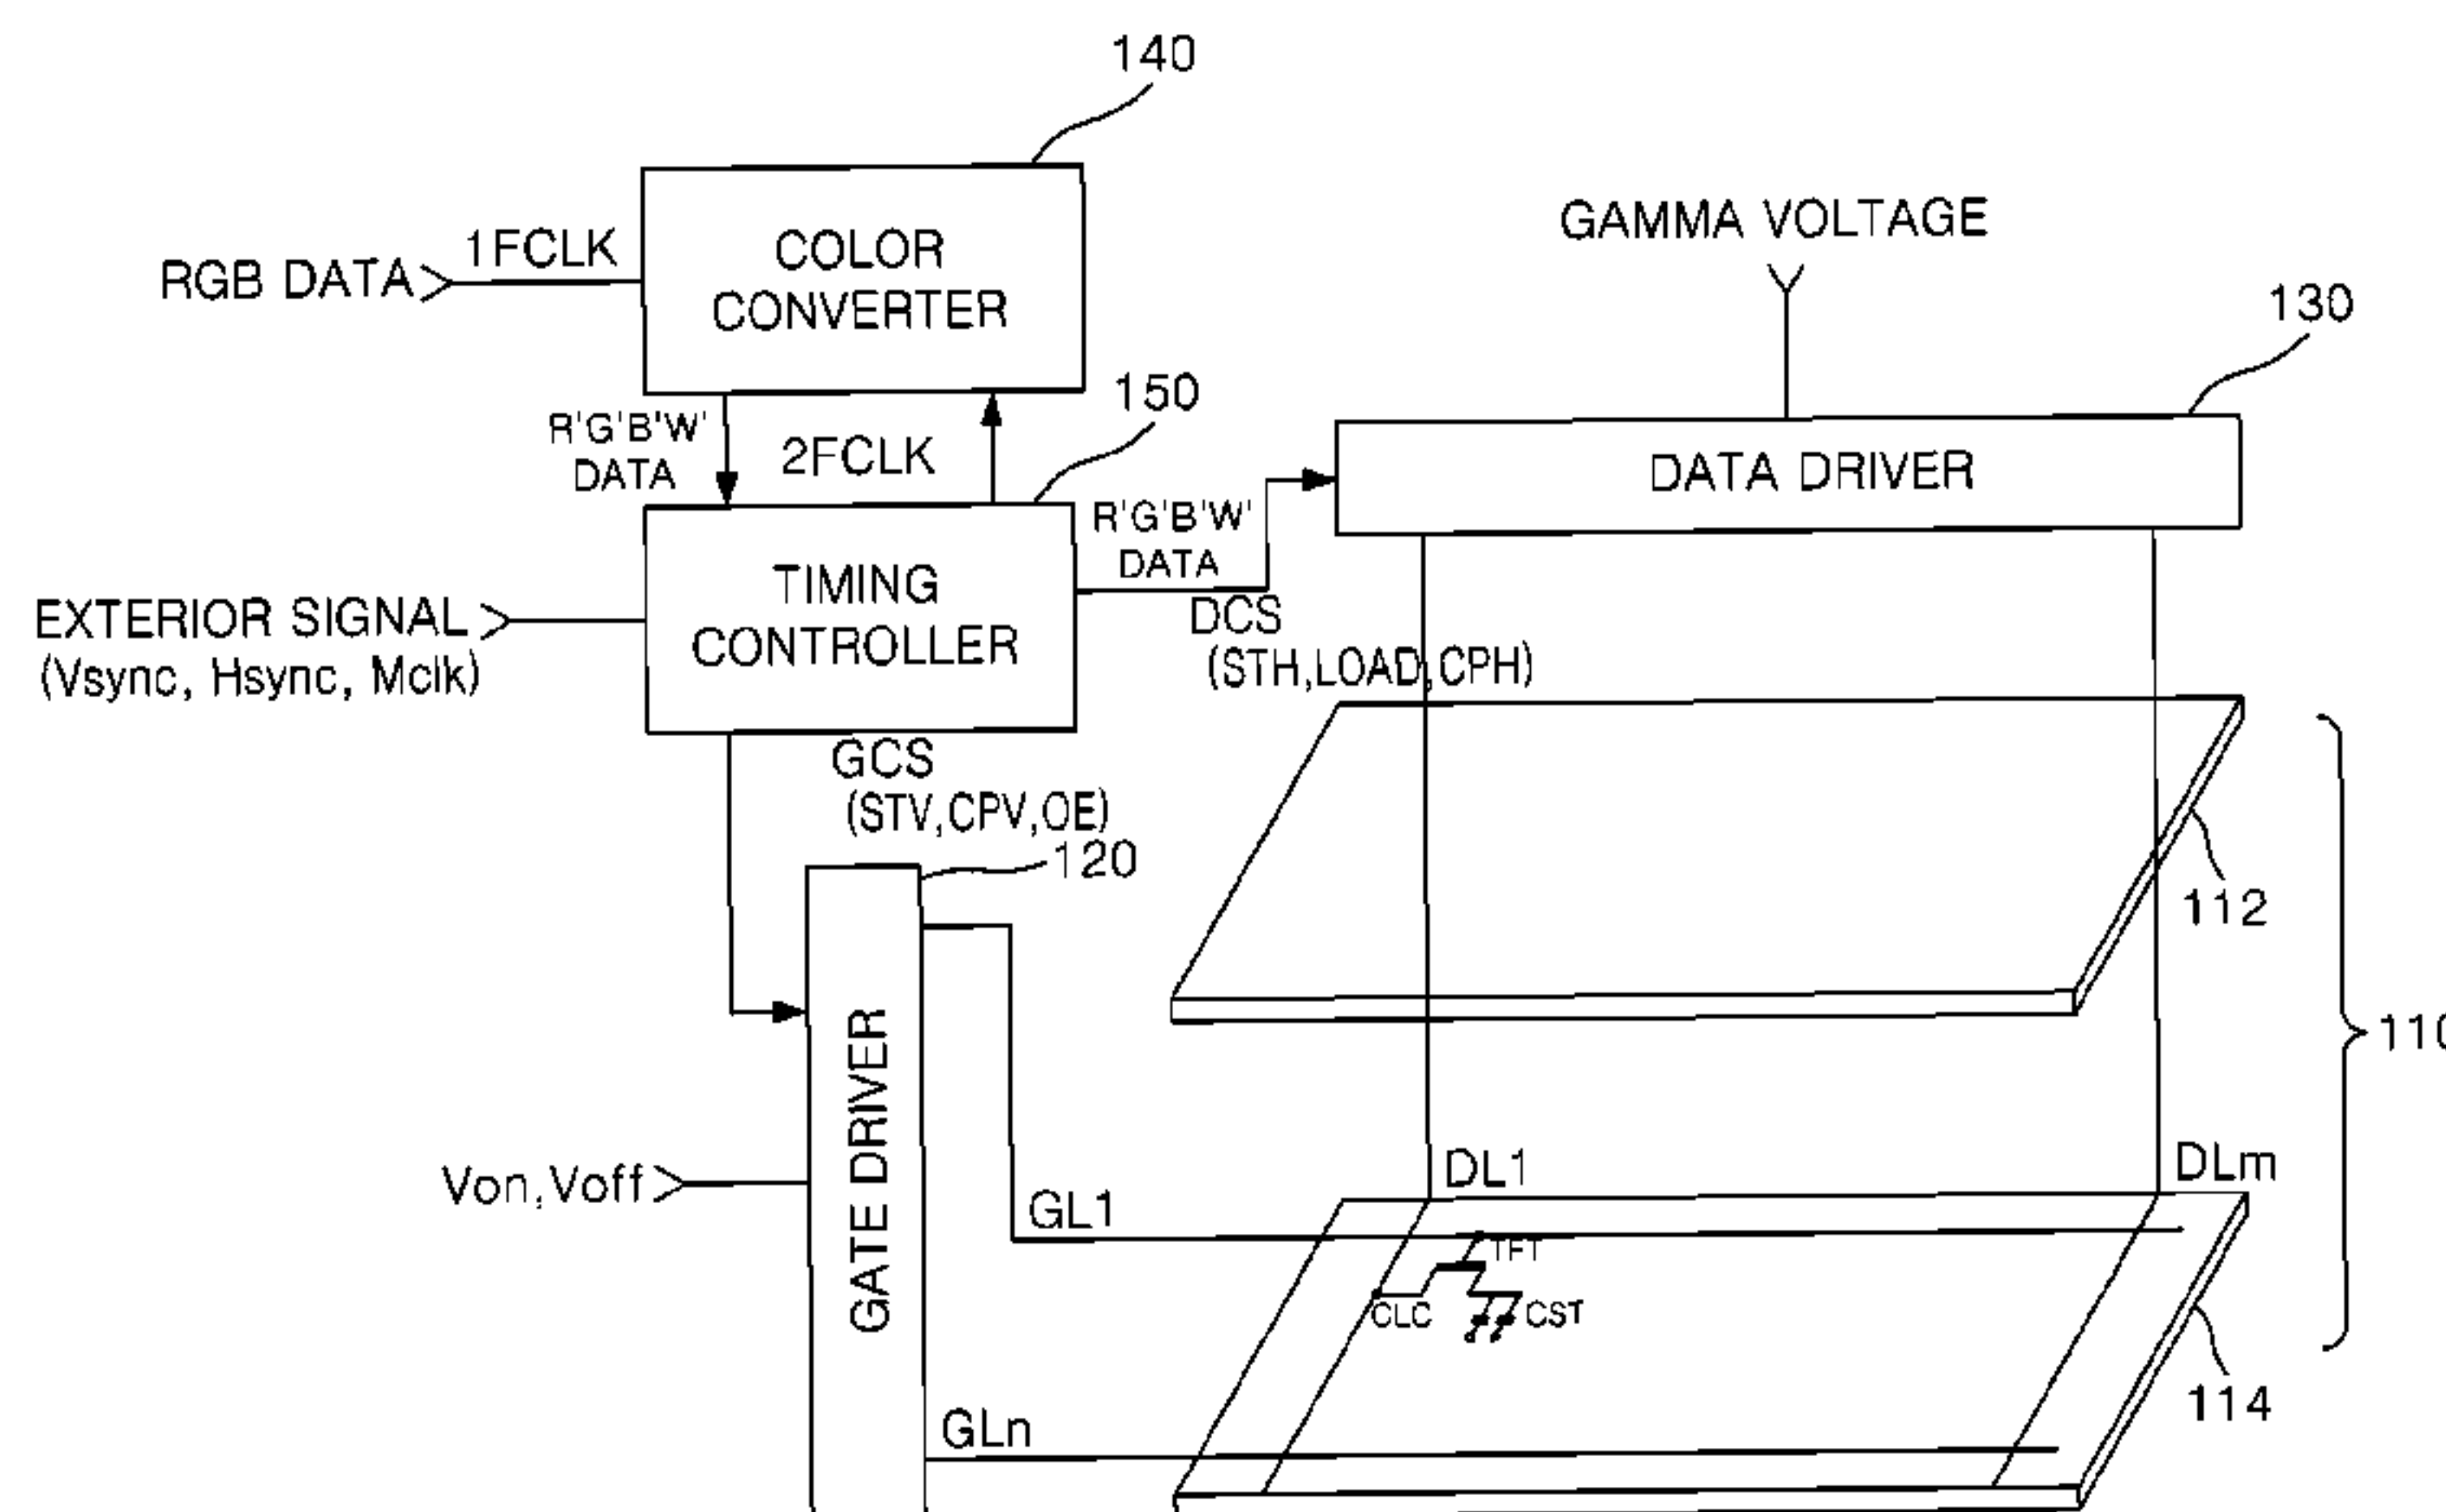 140
GAMMA VOLTAGE
130
RGB DATA
1FCLK
COLOR
CONVERTER
R'G'B'W'
DATA
2FCLK
150
DATA DRIVER
R'G'B'W'
DATA
EXTERIOR SIGNAL
(Vsync, Hsync, Mclk)
TIMING
CONTROLLER
DCS
(STH,LOAD,CPH)
GCS
(STV,CPV,OE)
120
112
110
GATE DRIVER
Von,Voff
GL1
DL1
DLm
TFT
CLC
CST
114
GLn